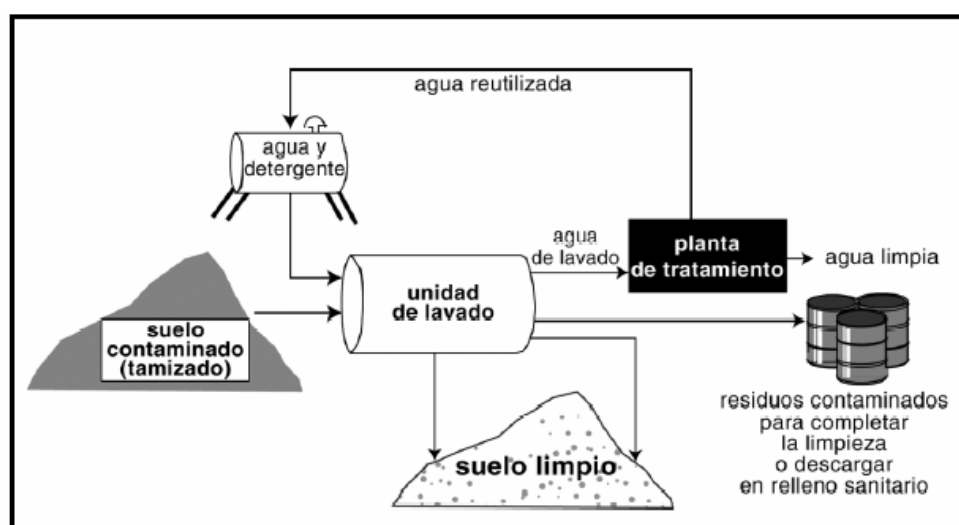 agua reutilizada
agua y
detergente
agua
de lavado
planta
de tratamiento
agua limpia
unidad
de lavado
suelo
contaminado
(tamizado)
residuos contaminados
para completar
la limpieza
o descargar
en relleno sanitario
suelo limpio